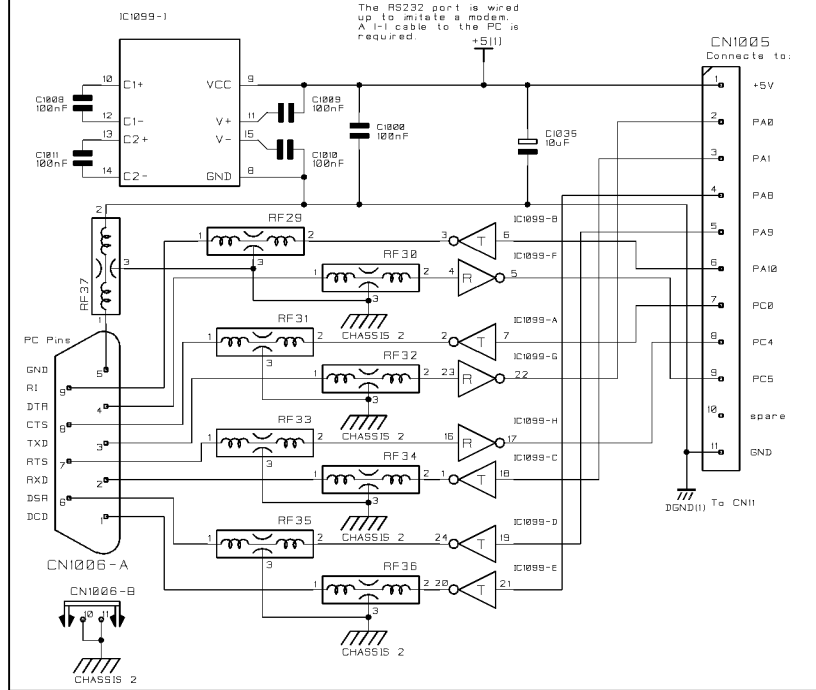 The RS232 port is wired
up to imitate a modem.
A 1-1 cable to the PC is
required.
IC1099-I
+5(1)
CN1005
Connects to:
10 C1+ VCC 9
C1008
100nF
12 C1-
13 C2+
V+ 11
V- 15
C1011
100nF
14 C2- GND 8
C1009
100nF
C1010
100nF
C1000
100nF
C1035
10uF
1 +5V
2 PA0
3 PA1
4 PA8
5 PA9
6 PA10
7 PC0
8 PC4
9 PC5
10 spare
11 GND
DGND(1) To CN11
2
RF37
3
1
RF29
1 2
3
3 T 6
IC1099-B
RF30
1 2
3
4 R 5
IC1099-F
CHASSIS 2
RF31
1 2
3
2 T 7
IC1099-A
RF32
1 2
3
23 R 22
IC1099-G
CHASSIS 2
RF33
1 2
3
16 R 17
IC1099-H
RF34
1 2
3
1 T 18
IC1099-C
CHASSIS 2
RF35
1 2
3
24 T 19
IC1099-D
RF36
1 2
3
20 T 21
IC1099-E
CHASSIS 2
PC Pins
GND 5
RI 9
DTR 4
CTS 8
TXD 3
RTS 7
RXD 2
DSR 6
DCD 1
CN1006-A
CN1006-B
10 11
CHASSIS 2